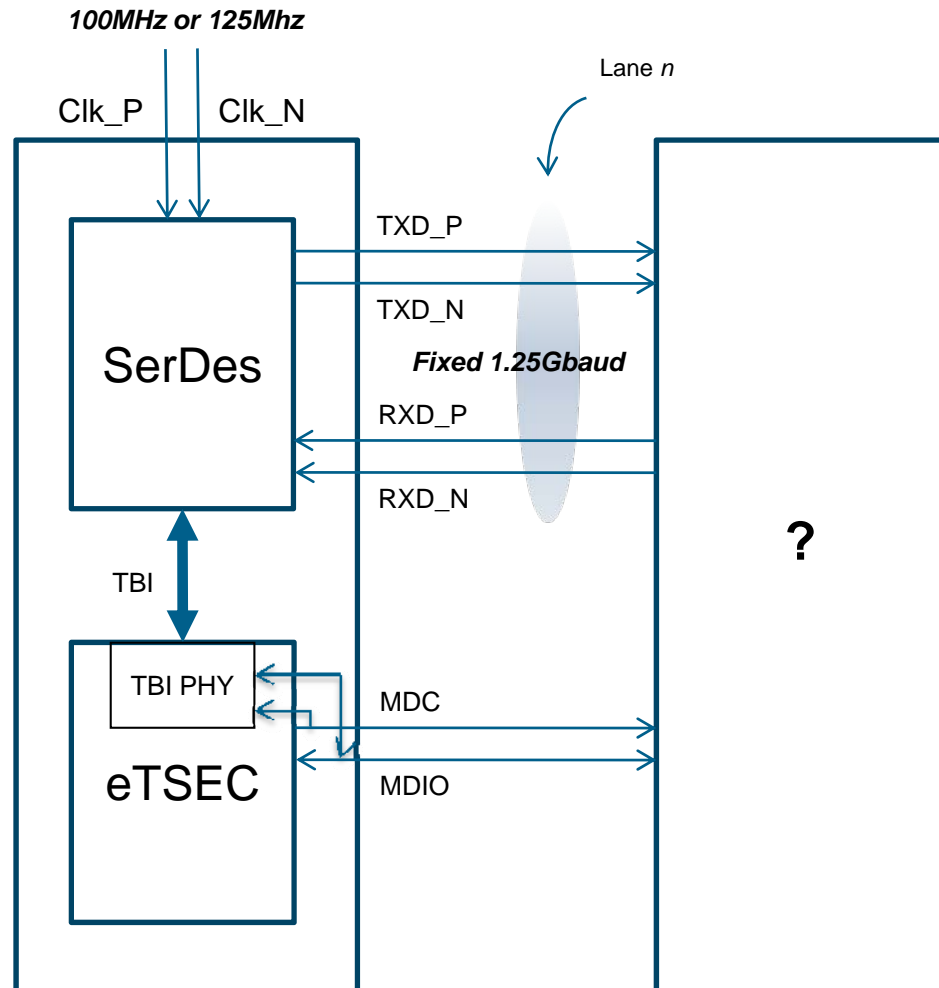 100MHz or 125Mhz
Lane n
Clk_P
Clk_N
TXD_P
TXD_N
SerDes
Fixed 1.25Gbaud
RXD_P
RXD_N
?
TBI
TBI PHY
MDC
eTSEC
MDIO